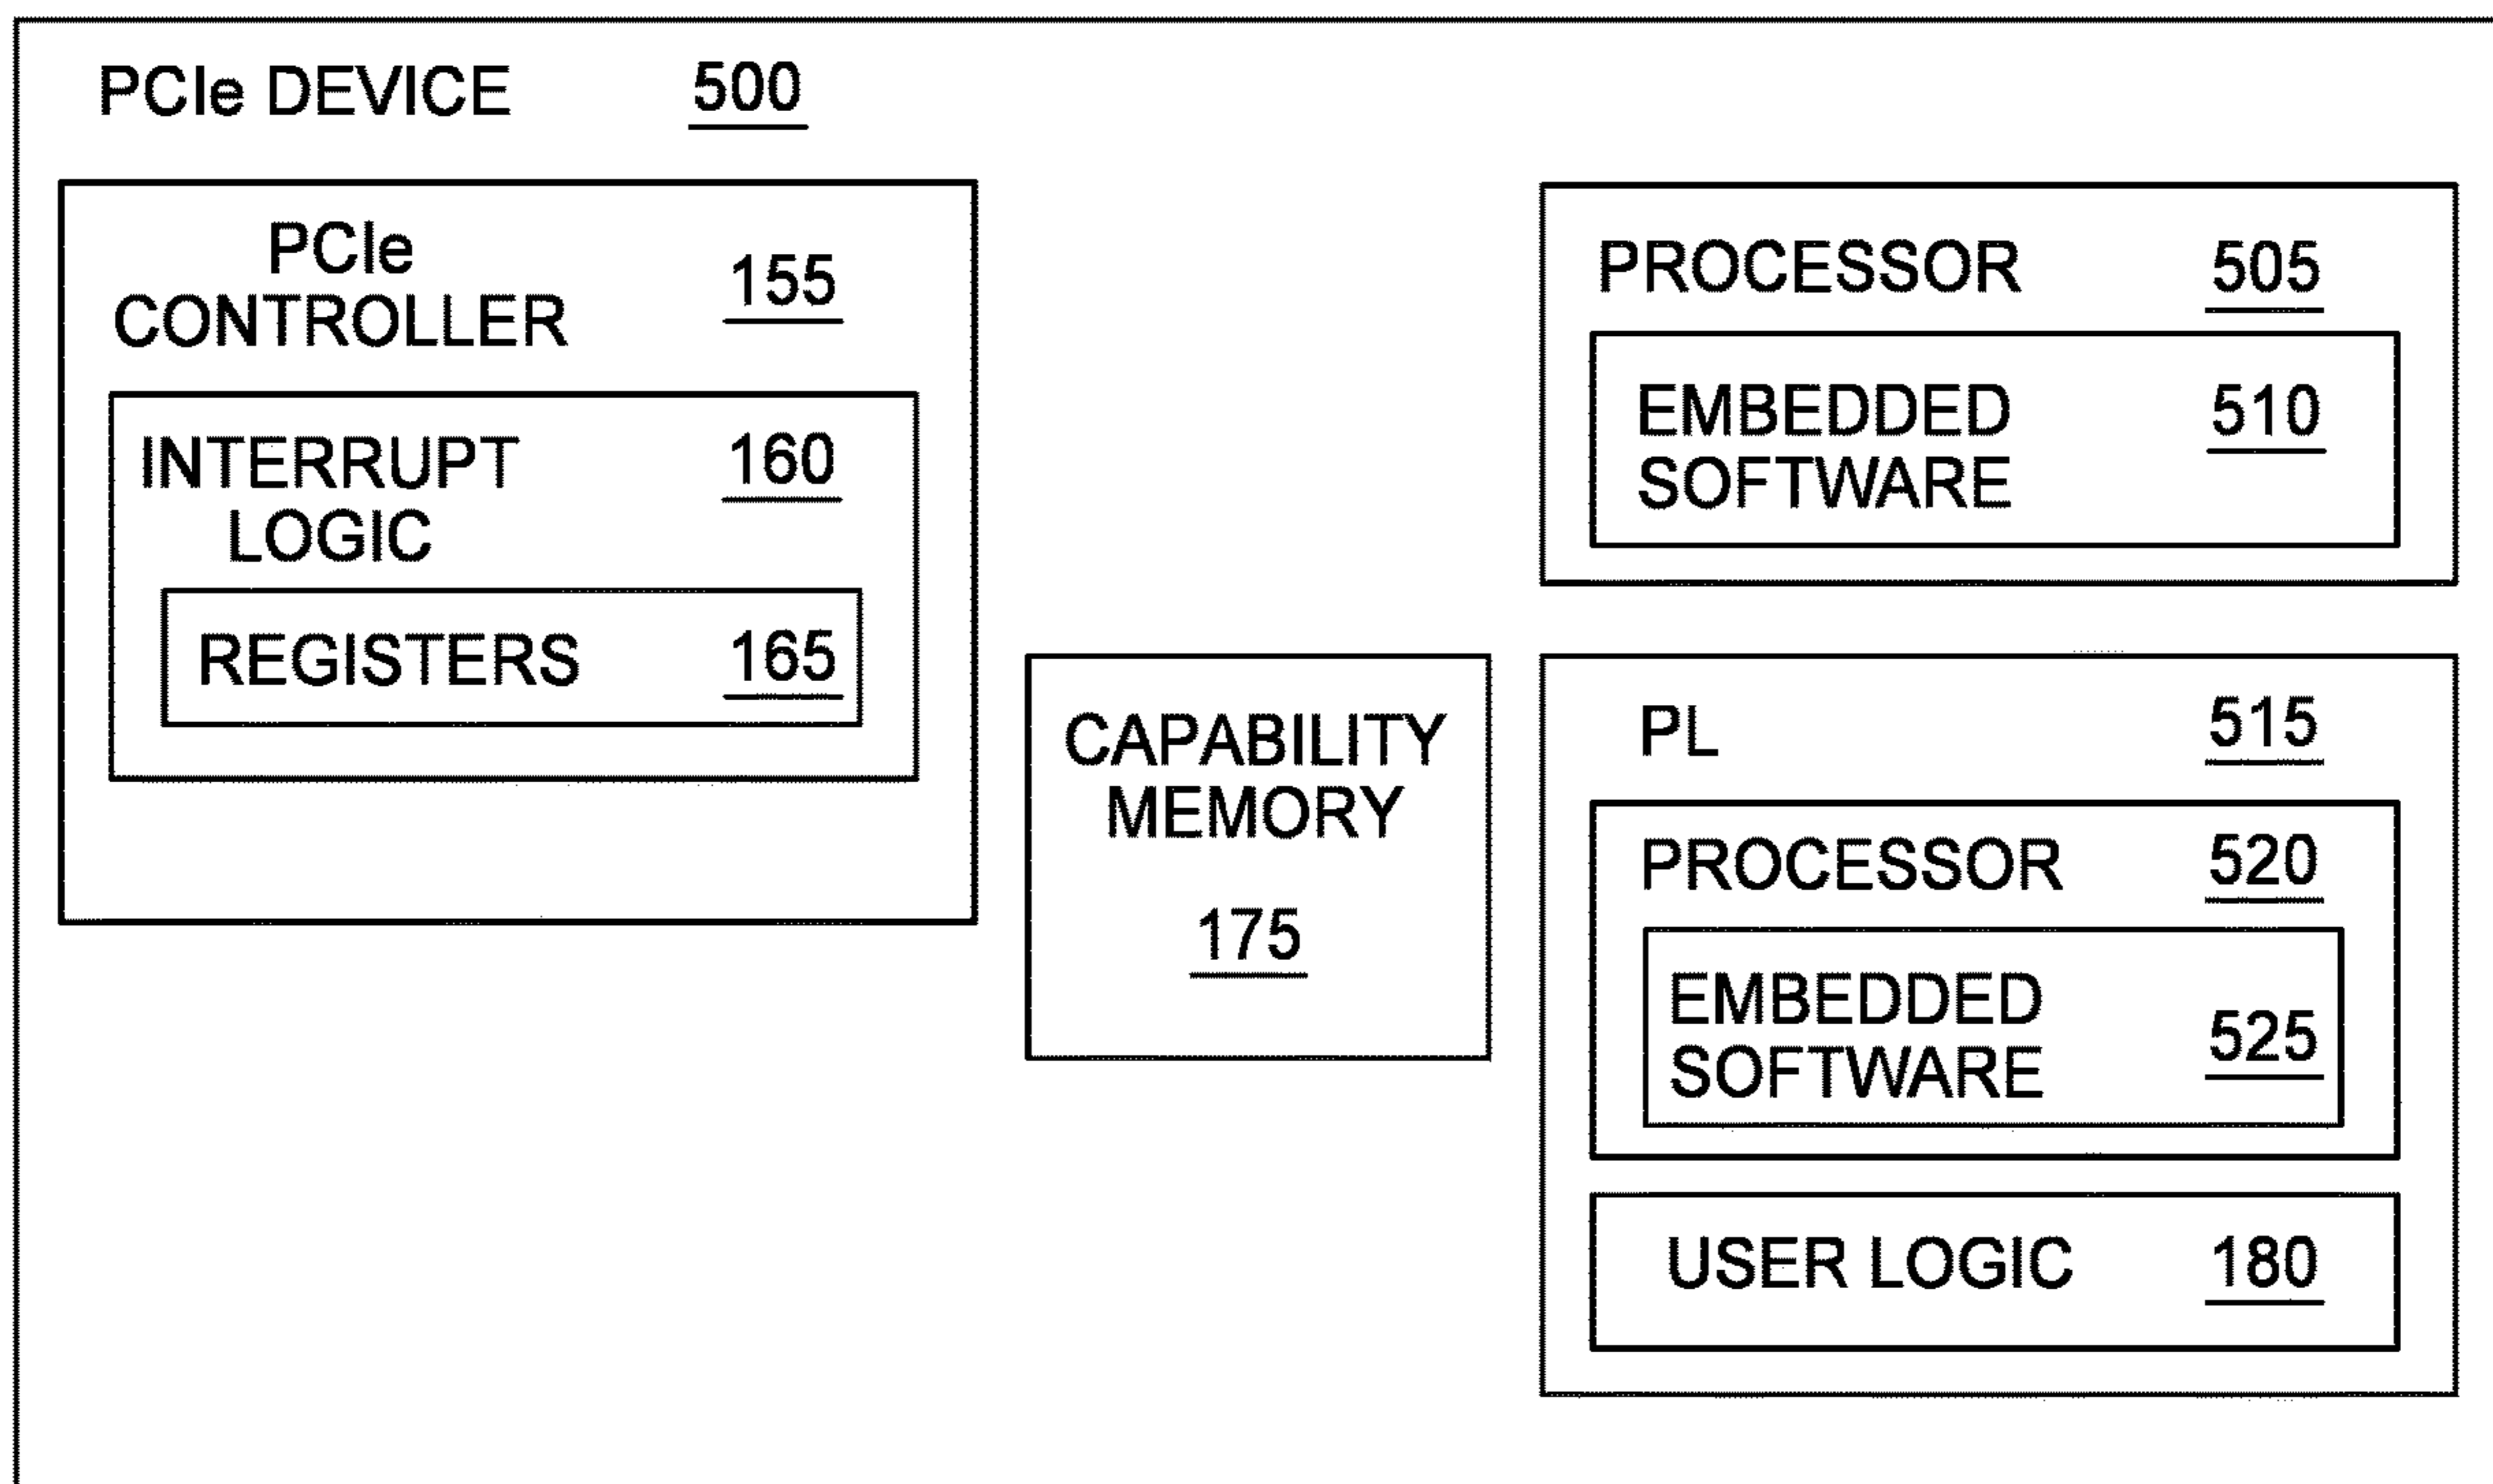 PCIe DEVICE 500
PCIe
CONTROLLER 155
INTERRUPT 160
LOGIC
REGISTERS 165
CAPABILITY
MEMORY
175
PROCESSOR 505
EMBEDDED 510
SOFTWARE
PL 515
PROCESSOR 520
EMBEDDED
SOFTWARE 525
USER LOGIC 180